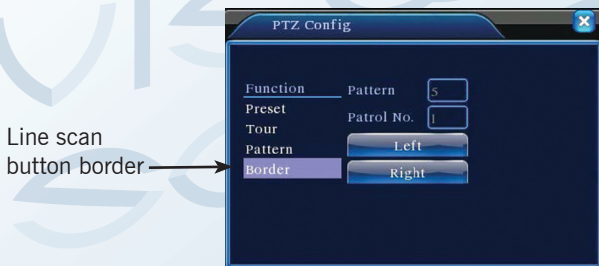 PTZ Config
Function
Preset
Tour
Pattern
Border
Pattern 5
Patrol No. 1
Left
Right
Line scan
button border